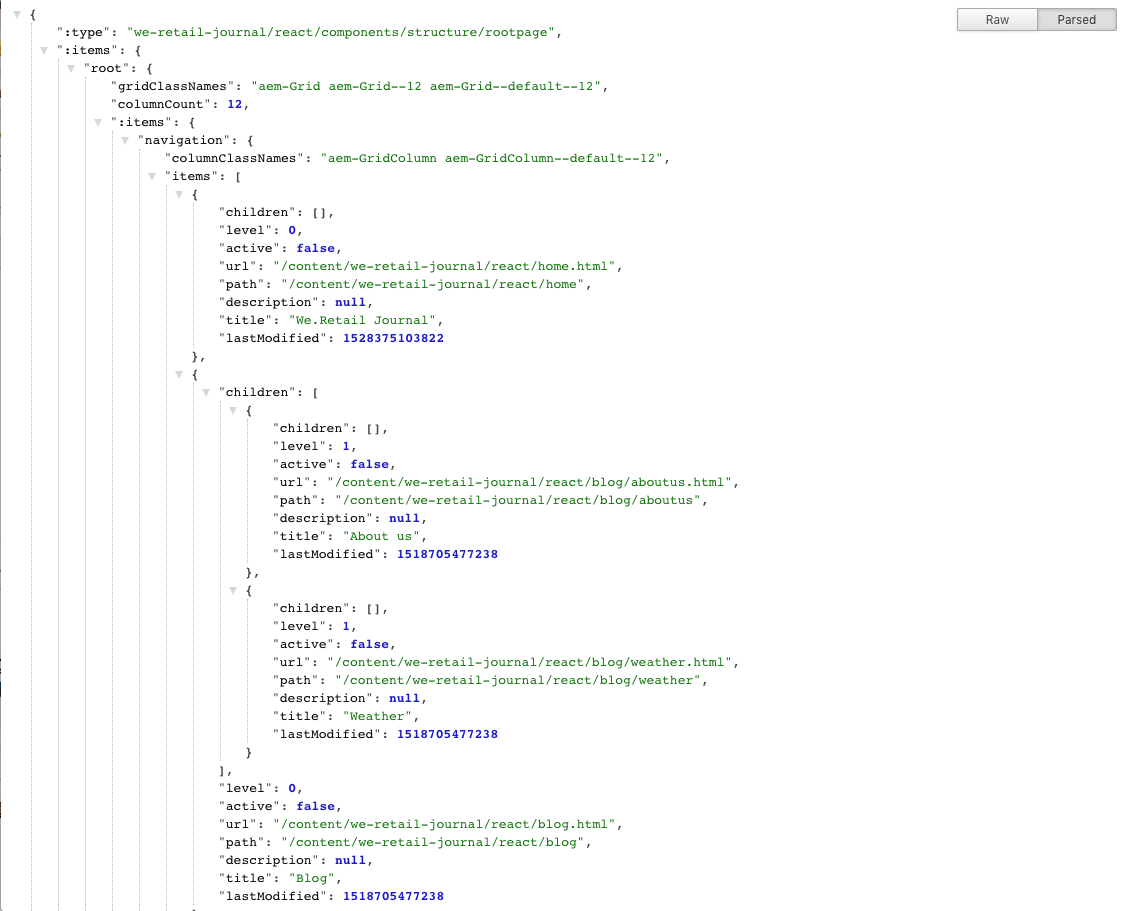 Raw Parsed
{
":type": "we-retail-journal/react/components/structure/rootpage",
":items": {
"root": {
"gridClassNames": "aem-Grid aem-Grid--12 aem-Grid--default--12",
"columnCount": 12,
":items": {
"navigation": {
"columnClassNames": "aem-GridColumn aem-GridColumn--default--12",
"items": [
{
"children": [],
"level": 0,
"active": false,
"url": "/content/we-retail-journal/react/home.html",
"path": "/content/we-retail-journal/react/home",
"description": null,
"title": "We.Retail Journal",
"lastModified": 1528375103822
},
{
"children": [
{
"children": [],
"level": 1,
"active": false,
"url": "/content/we-retail-journal/react/blog/aboutus.html",
"path": "/content/we-retail-journal/react/blog/aboutus",
"description": null,
"title": "About us",
"lastModified": 1518705477238
},
{
"children": [],
"level": 1,
"active": false,
"url": "/content/we-retail-journal/react/blog/weather.html",
"path": "/content/we-retail-journal/react/blog/weather",
"description": null,
"title": "Weather",
"lastModified": 1518705477238
}
],
"level": 0,
"active": false,
"url": "/content/we-retail-journal/react/blog.html",
"path": "/content/we-retail-journal/react/blog",
"description": null,
"title": "Blog",
"lastModified": 1518705477238